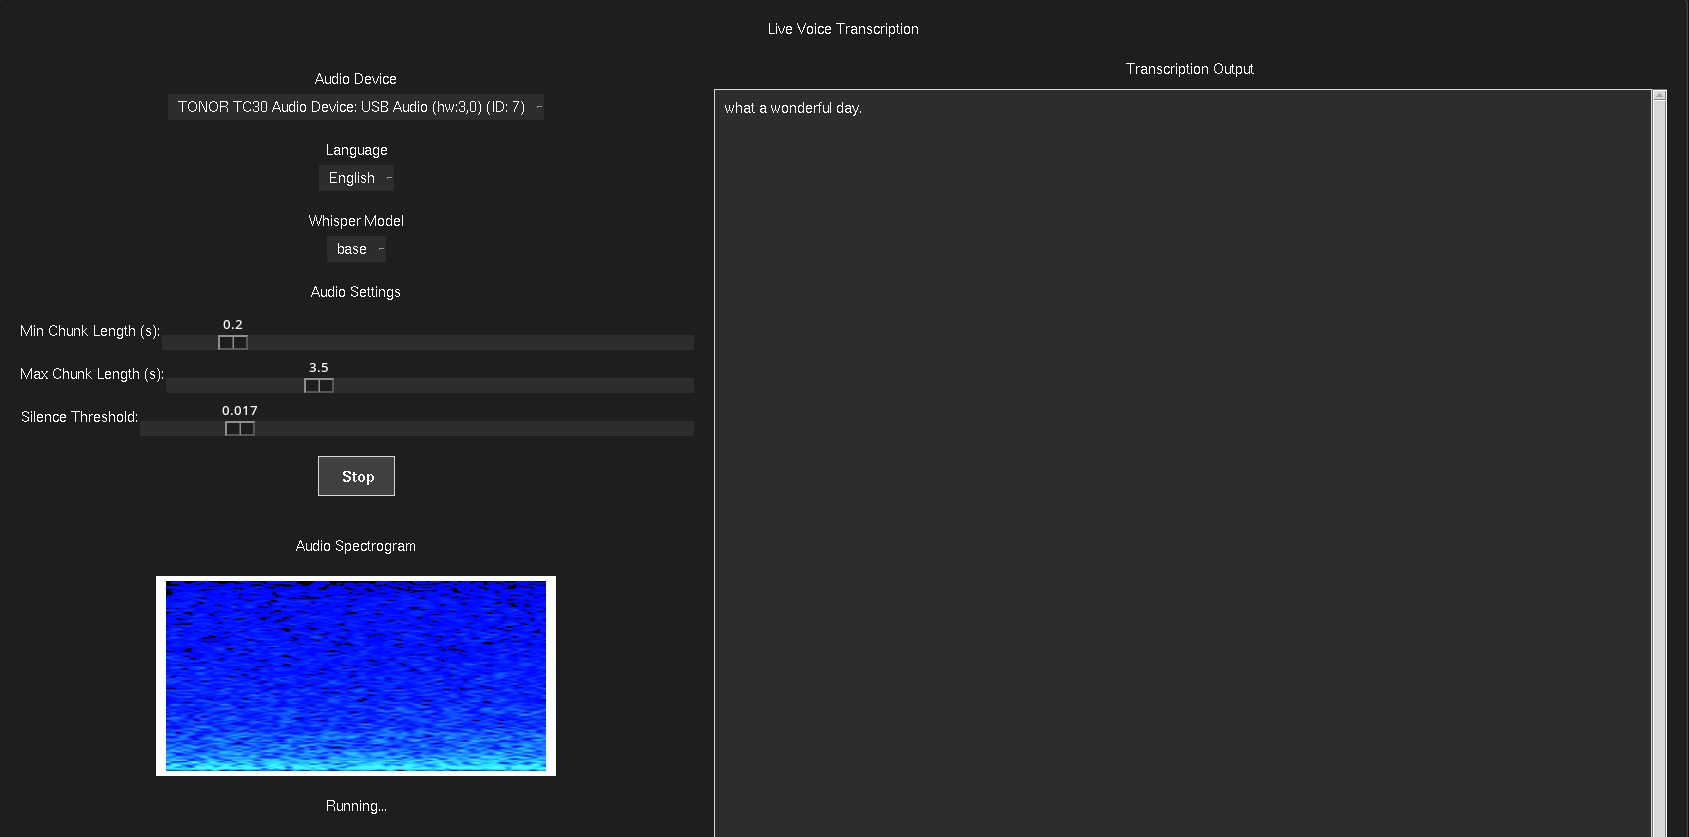 Live Voice Transcription
Audio Device
TONOR TC30 Audio Device: USB Audio (hw:3,0) (ID: 7)
Language
English
Whisper Model
base
Audio Settings
Min Chunk Length (s): 0.2
Max Chunk Length (s): 3.5
Silence Threshold: 0.017
Stop
Audio Spectrogram
Running...
Transcription Output
what a wonderful day.